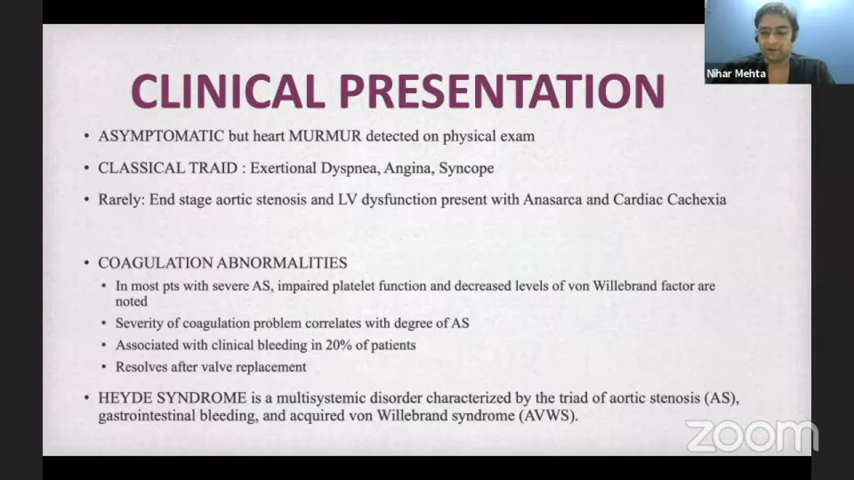 Nihar Mehta
CLINICAL PRESENTATION
• ASYMPTOMATIC but heart MURMUR detected on physical exam
• CLASSICAL TRAID : Exertional Dyspnea, Angina, Syncope
• Rarely: End stage aortic stenosis and LV dysfunction present with Anasarca and Cardiac Cachexia
• COAGULATION ABNORMALITIES
• In most pts with severe AS, impaired platelet function and decreased levels of von Willebrand factor are
noted
• Severity of coagulation problem correlates with degree of AS
• Associated with clinical bleeding in 20% of patients
• Resolves after valve replacement
• HEYDE SYNDROME is a multisystemic disorder characterized by the triad of aortic stenosis (AS),
gastrointestinal bleeding, and acquired von Willebrand syndrome (AVWS).
zoom